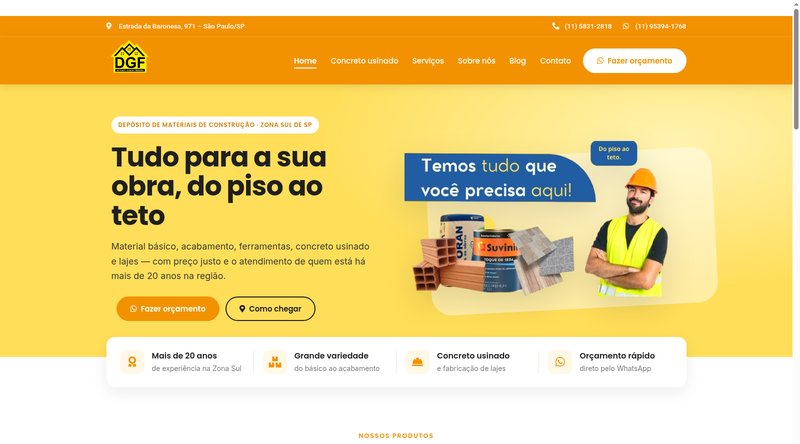 Estrada da Baronesa, 971 – São Paulo/SP
(11) 5831-2818
(11) 95394-1768
DGF
Home
Concreto usinado
Serviços
Sobre nós
Blog
Contato
Fazer orçamento
DEPÓSITO DE MATERIAIS DE CONSTRUÇÃO · ZONA SUL DE SP
Tudo para a sua
obra, do piso ao
teto
Material básico, acabamento, ferramentas, concreto usinado
e lajes — com preço justo e o atendimento de quem está há
mais de 20 anos na região.
Fazer orçamento
Como chegar
Do piso ao
teto.
Temos tudo que
você precisa aqui!
Suvini
Mais de 20 anos
de experiência na Zona Sul
Grande variedade
do básico ao acabamento
Concreto usinado
e fabricação de lajes
Orçamento rápido
direto pelo WhatsApp
NOSSOS PRODUTOS